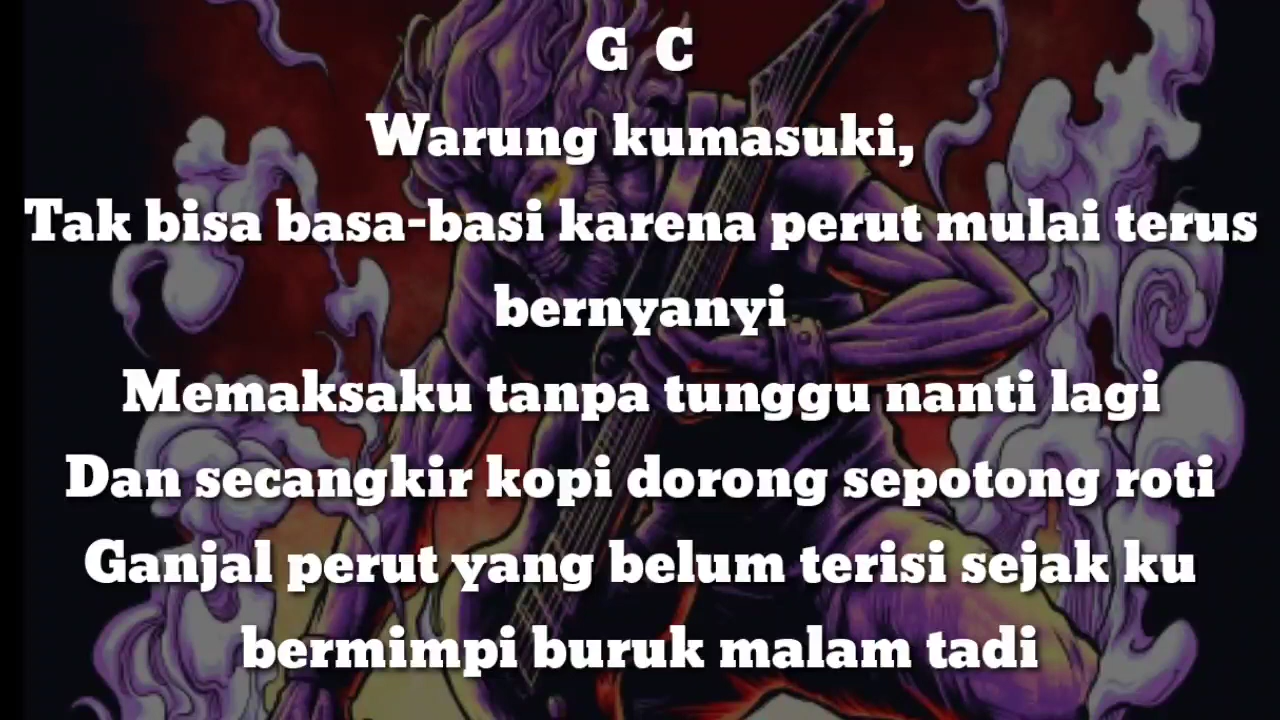 G C
Warung kumasuki,
Tak bisa basa-basi karena perut mulai terus
bernyanyi
Memaksaku tanpa tunggu nanti lagi
Dan secangkir kopi dorong sepotong roti
Ganjal perut yang belum terisi sejak ku
bermimpi buruk malam tadi